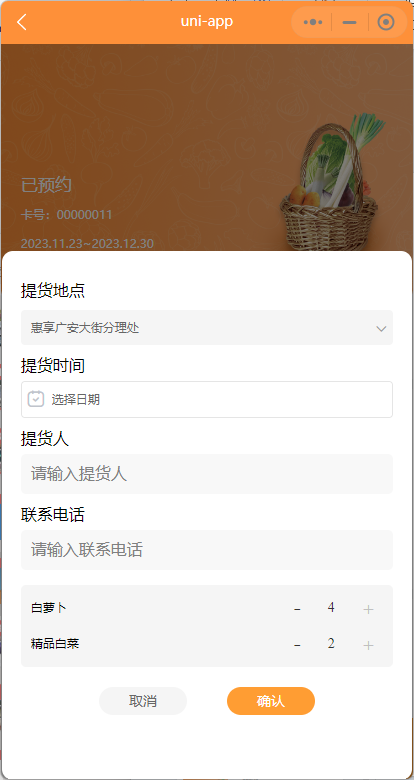 uni-app
已预约
卡号：00000011
2023.11.23~2023.12.30
提货地点
惠享广安大街分理处
提货时间
选择日期
提货人
请输入提货人
联系电话
请输入联系电话
白萝卜 - 4 +
精品白菜 - 2 +
取消 确认